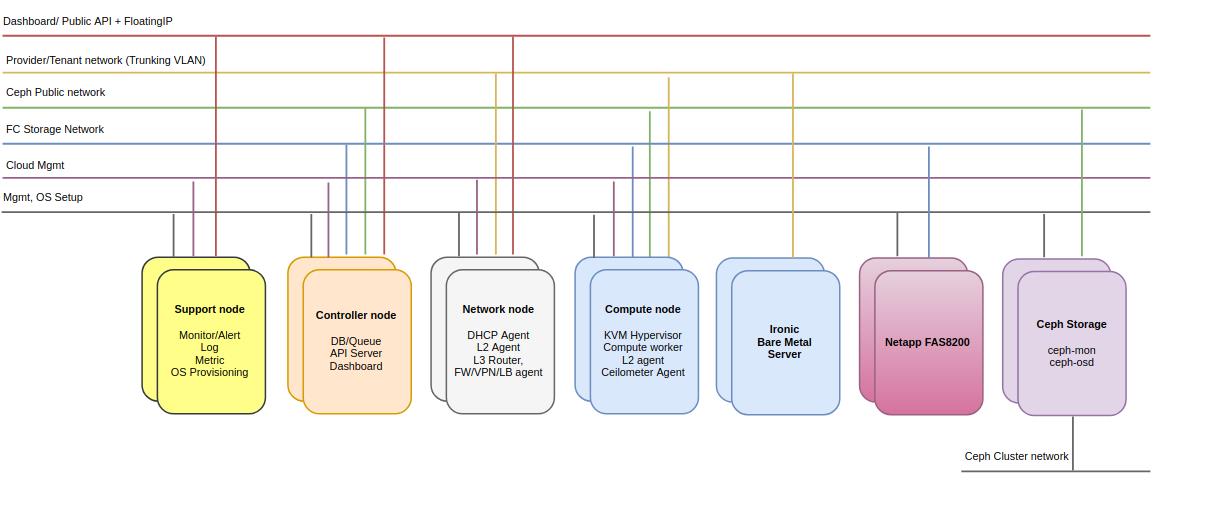 Dashboard/ Public API + FloatingIP
Provider/Tenant network (Trunking VLAN)
Ceph Public network
FC Storage Network
Cloud Mgmt
Mgmt, OS Setup
Support node
Monitor/Alert
Log
Metric
OS Provisioning
Controller node
DB/Queue
API Server
Dashboard
Network node
DHCP Agent
L2 Agent
L3 Router,
FW/VPN/LB agent
Compute node
KVM Hypervisor
Compute worker
L2 agent
Ceilometer Agent
Ironic
Bare Metal
Server
Netapp FAS8200
Ceph Storage
ceph-mon
ceph-osd
Ceph Cluster network